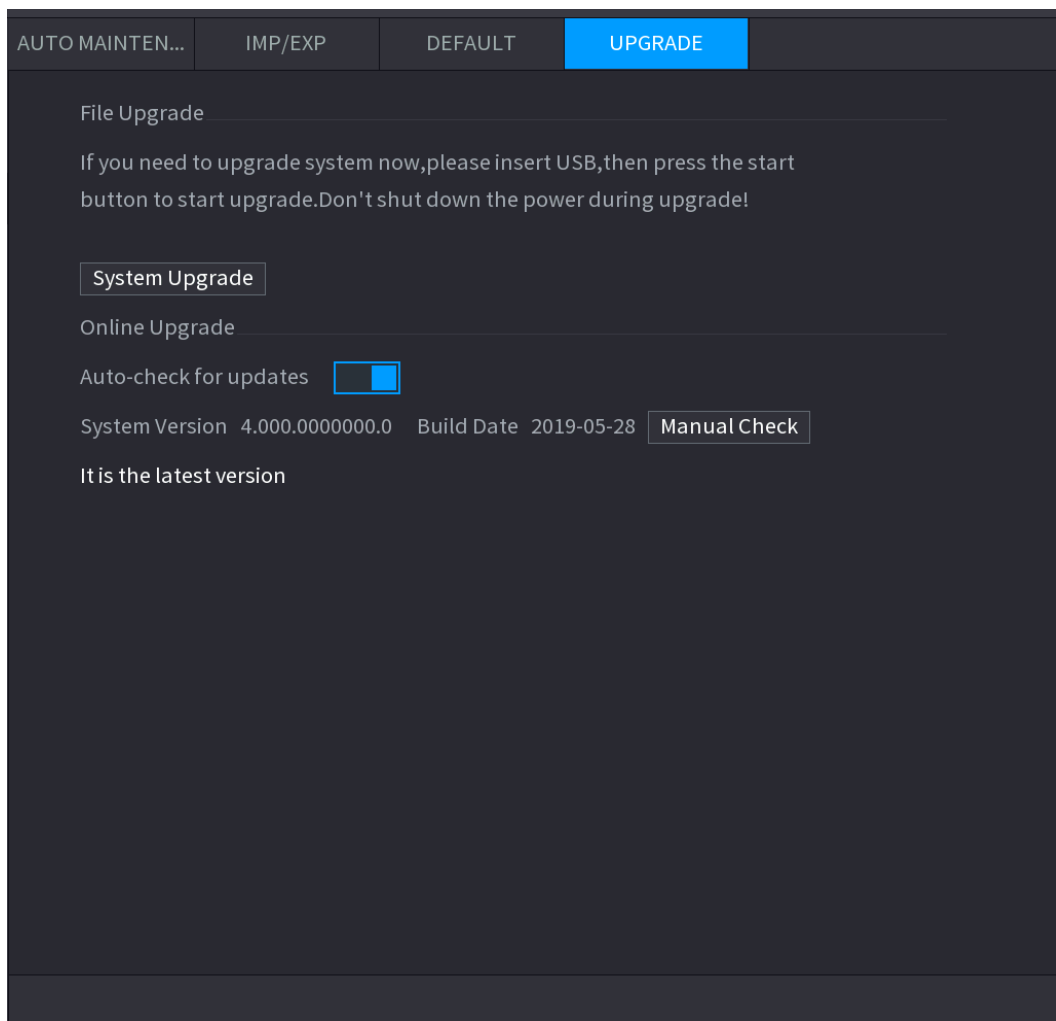 AUTO MAINTEN... IMP/EXP DEFAULT UPGRADE
File Upgrade
If you need to upgrade system now,please insert USB,then press the start
button to start upgrade.Don't shut down the power during upgrade!
System Upgrade
Online Upgrade
Auto-check for updates
System Version 4.000.0000000.0 Build Date 2019-05-28 Manual Check
It is the latest version